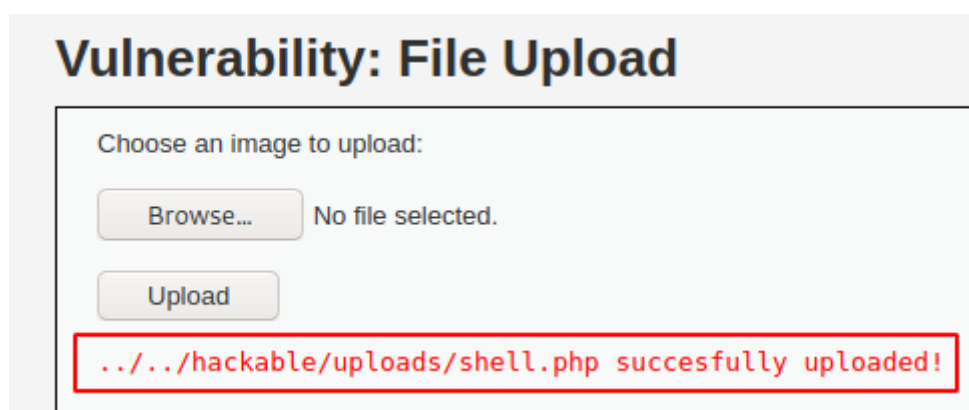 Vulnerability: File Upload
Choose an image to upload:
Browse… No file selected.
Upload
../../hackable/uploads/shell.php succesfully uploaded!